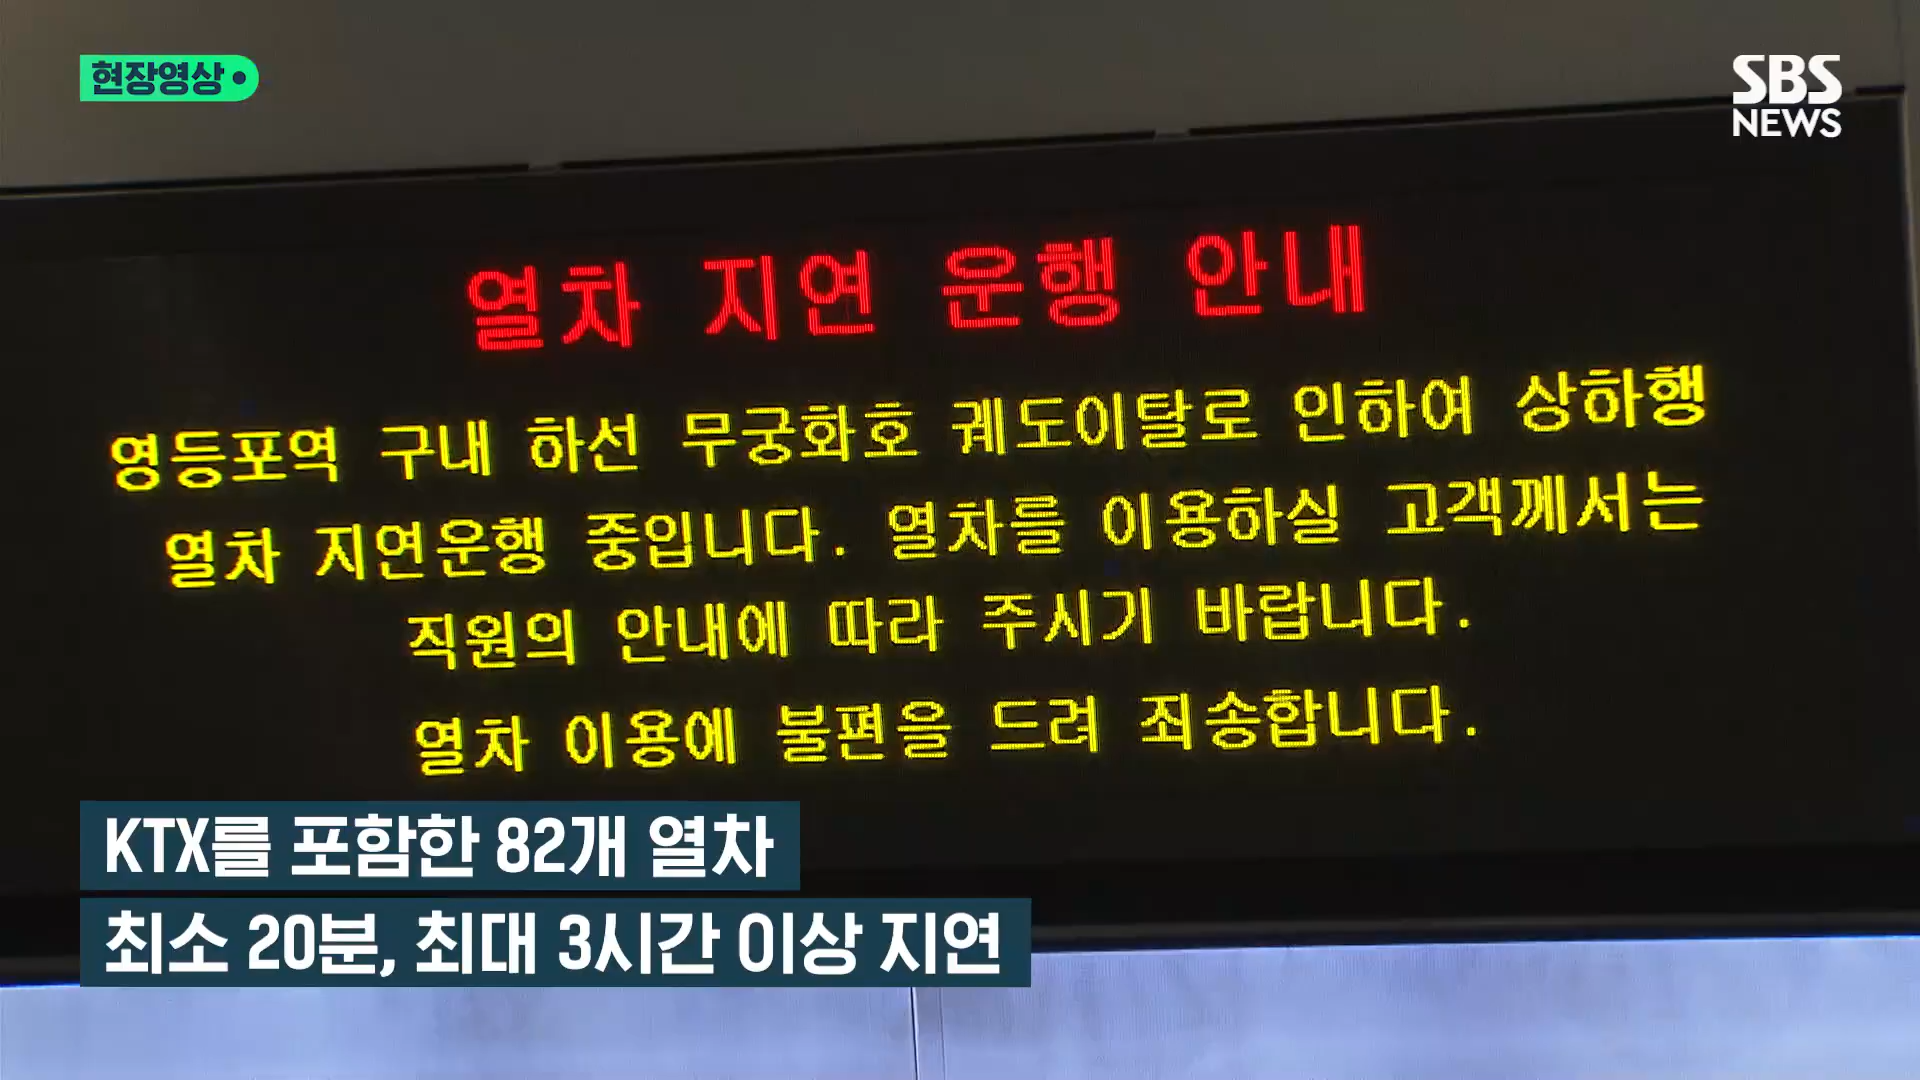 현장영상
SBS
NEWS
열차 지연 운행 안내
영등포역 구내 하선 무궁화호 궤도이탈로 인하여 상하행
열차 지연운행 중입니다. 열차를 이용하실 고객께서는
직원의 안내에 따라 주시기 바랍니다.
열차 이용에 불편을 드려 죄송합니다.
KTX를 포함한 82개 열차
최소 20분, 최대 3시간 이상 지연